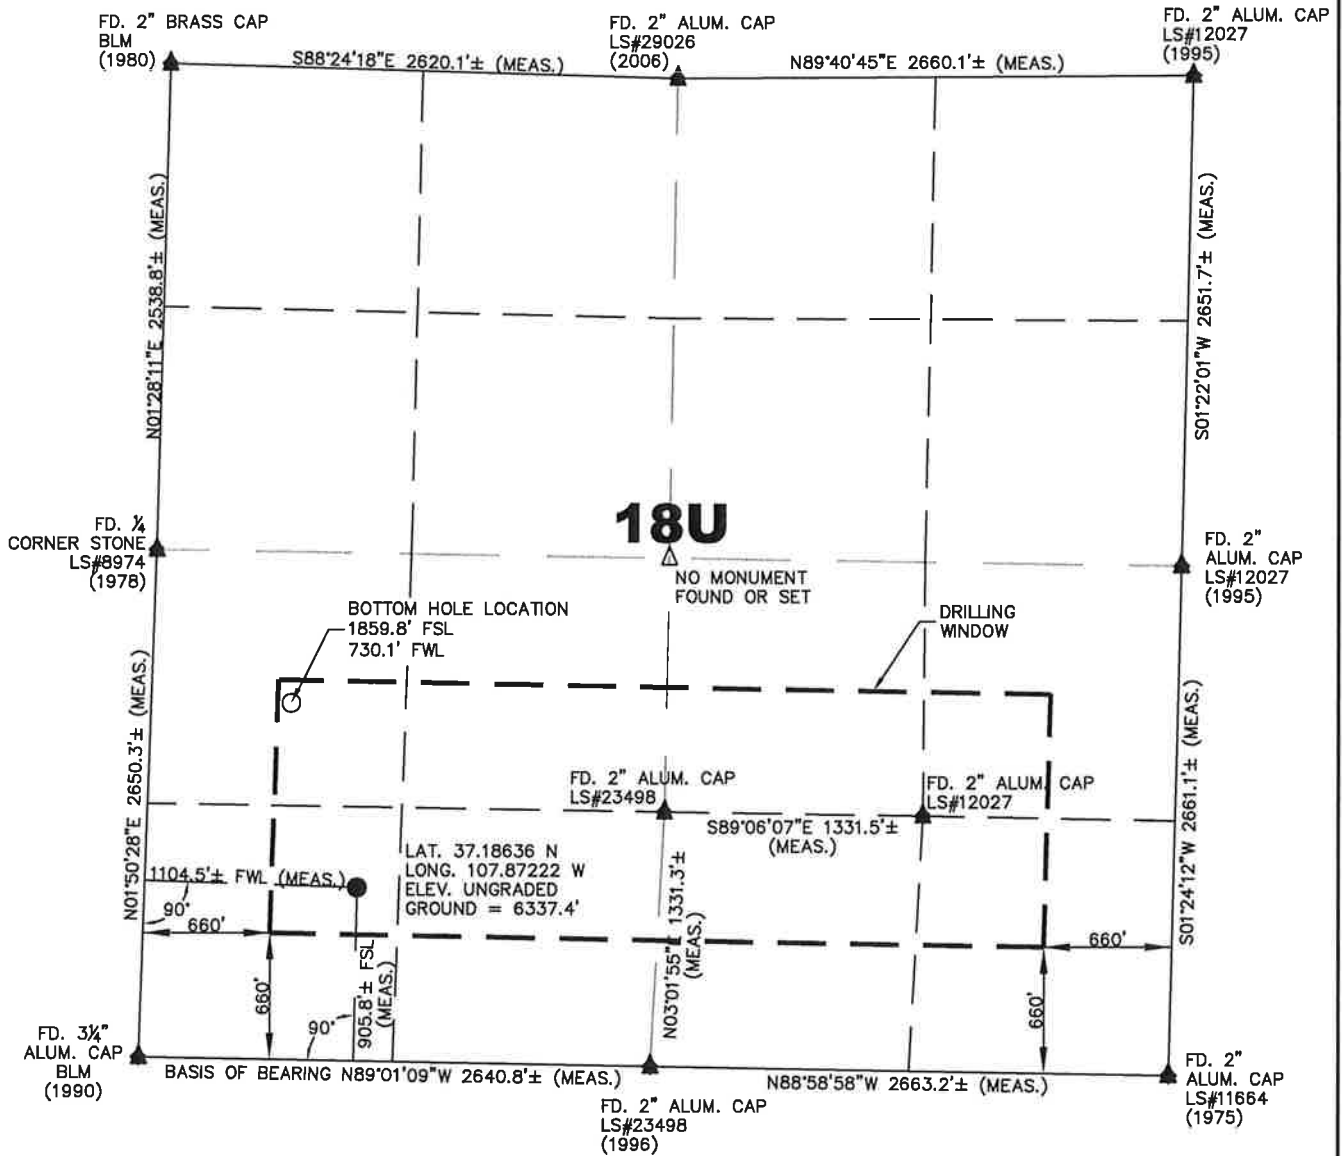 FD. 2" BRASS CAP
BLM
(1980)
FD. 2" ALUM. CAP
LS#29026
(2006)
FD. 2" ALUM. CAP
LS#12027
(1995)
S88°24'18"E 2620.1'± (MEAS.)
N89°40'45"E 2660.1'± (MEAS.)
N01°28'11"E 2538.8'± (MEAS.)
S01°22'01"W 2651.7'± (MEAS.)
18U
NO MONUMENT
FOUND OR SET
FD. ¼
CORNER STONE
LS#8974
(1978)
FD. 2"
ALUM. CAP
LS#12027
(1995)
BOTTOM HOLE LOCATION
1859.8' FSL
730.1' FWL
DRILLING
WINDOW
N01°50'28"E 2650.3'± (MEAS.)
S01°24'12"W 2661.1'± (MEAS.)
FD. 2" ALUM. CAP
LS#23498
FD. 2" ALUM. CAP
LS#12027
S89°06'07"E 1331.5'±
(MEAS.)
LAT. 37.18636 N
LONG. 107.87222 W
ELEV. UNGRADED
GROUND = 6337.4'
1104.5'± FWL (MEAS.)
90°
660'
660'
90°
905.8'± FSL
(MEAS.)
N03°01'55"E 1331.3'±
(MEAS.)
660'
660'
FD. 3¼"
ALUM. CAP
BLM
(1990)
BASIS OF BEARING N89°01'09"W 2640.8'± (MEAS.)
N88°58'58"W 2663.2'± (MEAS.)
FD. 2" ALUM. CAP
LS#23498
(1996)
FD. 2"
ALUM. CAP
LS#11664
(1975)